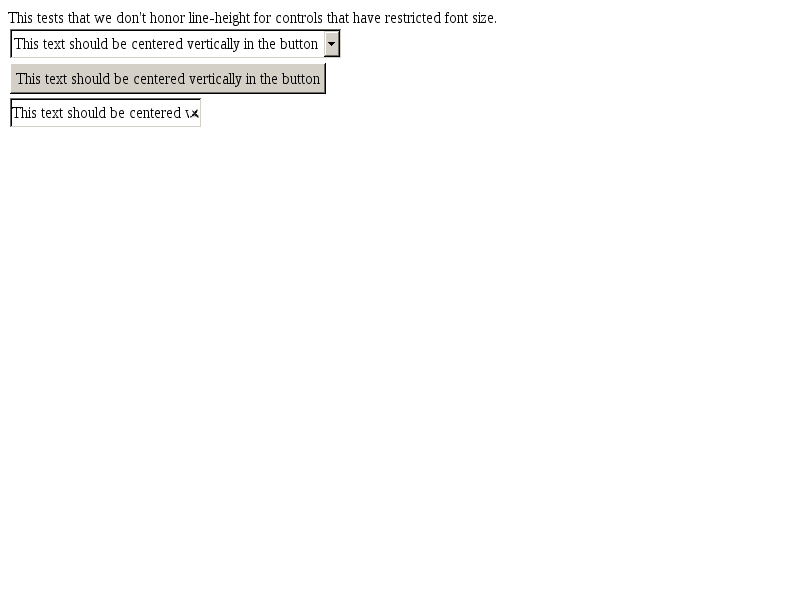 This tests that we don't honor line-height for controls that have restricted font size.
This text should be centered vertically in the button
This text should be centered vertically in the button
This text should be centered